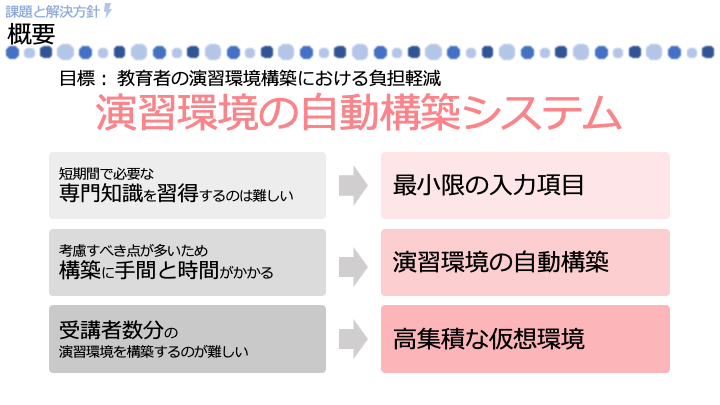 課題と解決方針
概要
目標： 教育者の演習環境構築における負担軽減
演習環境の自動構築システム
短期間で必要な
専門知識を習得するのは難しい
最小限の入力項目
考慮すべき点が多いため
構築に手間と時間がかかる
演習環境の自動構築
受講者数分の
演習環境を構築するのが難しい
高集積な仮想環境